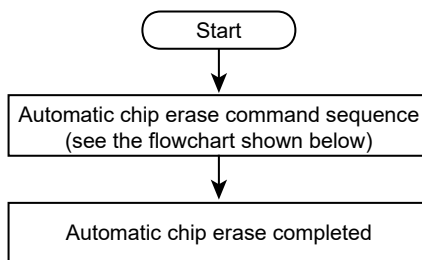 Start
Automatic chip erase command sequence
(see the flowchart shown below)
Automatic chip erase completed